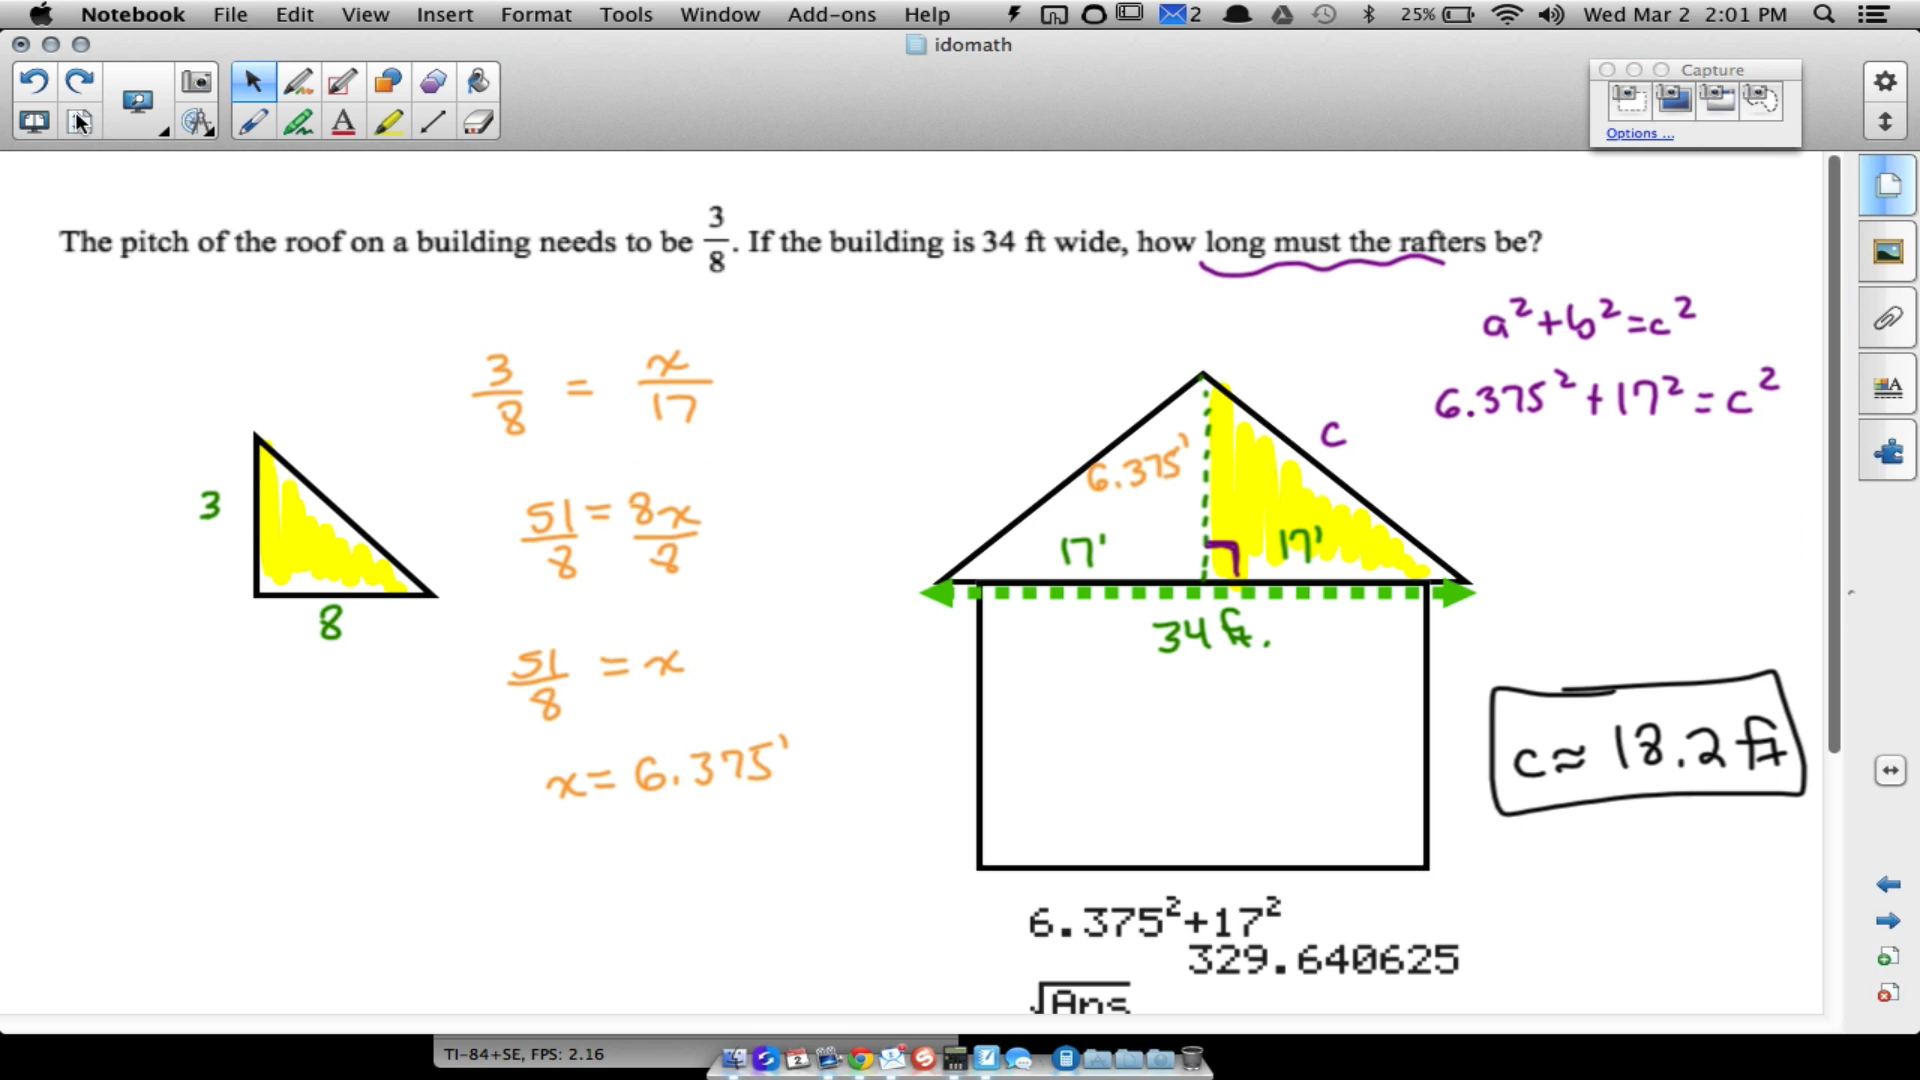 Notebook File Edit View Insert Format Tools Window Add-ons Help 2 25% Wed Mar 2 2:01 PM
idomath
Capture
Options ...
The pitch of the roof on a building needs to be 3/8. If the building is 34 ft wide, how long must the rafters be?
a²+b²=c²
6.375²+17²=c²
3/8 = x/17
c
6.375'
3
51/8 = 8x/8
17'
17'
8
34 ft.
51/8 = x
x = 6.375'
c ≈ 18.2 ft
6.375²+17²
329.640625
√Ans
TI-84+SE, FPS: 2.16
2